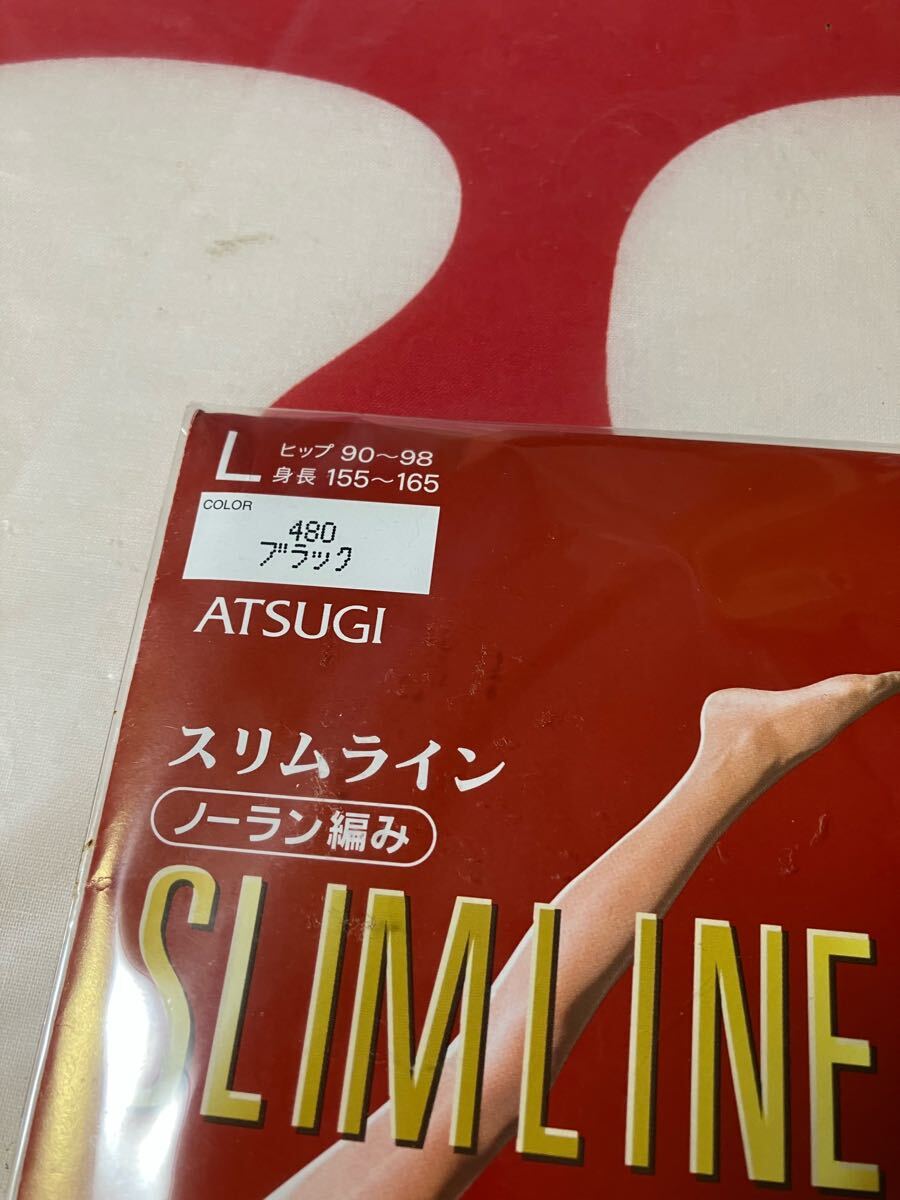 L
ヒップ 90～98
身長 155～165
COLOR
480
ブラック
ATSUGI
スリムライン
ノーラン編み
SLIMLINE